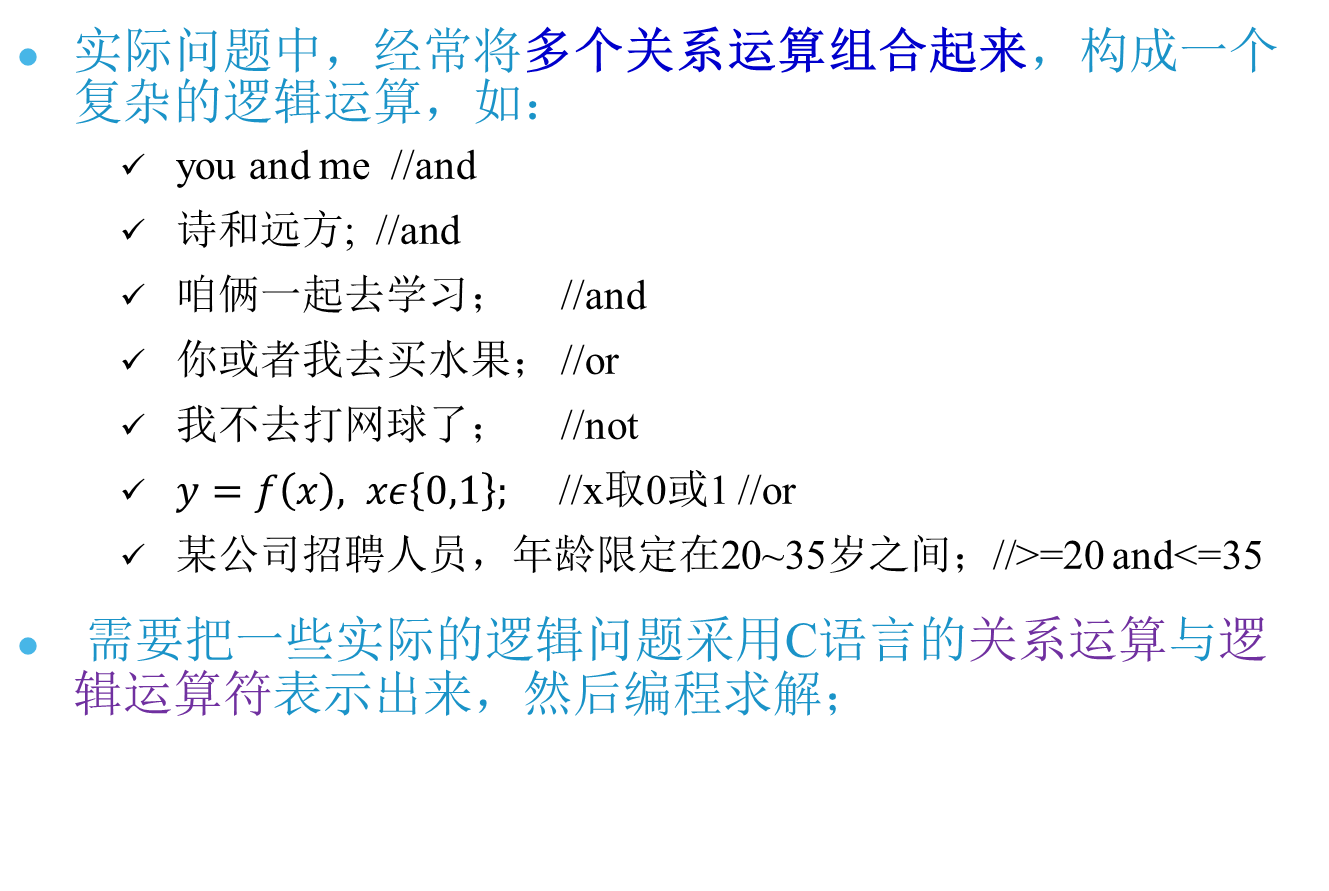 实际问题中，经常将多个关系运算组合起来，构成一个
复杂的逻辑运算，如：
you and me //and
诗和远方; //and
咱俩一起去学习； //and
你或者我去买水果； //or
我不去打网球了； //not
y = f(x), xϵ{0,1}; //x取0或1 //or
某公司招聘人员，年龄限定在20~35岁之间；//>=20 and<=35
需要把一些实际的逻辑问题采用C语言的关系运算与逻
辑运算符表示出来，然后编程求解；